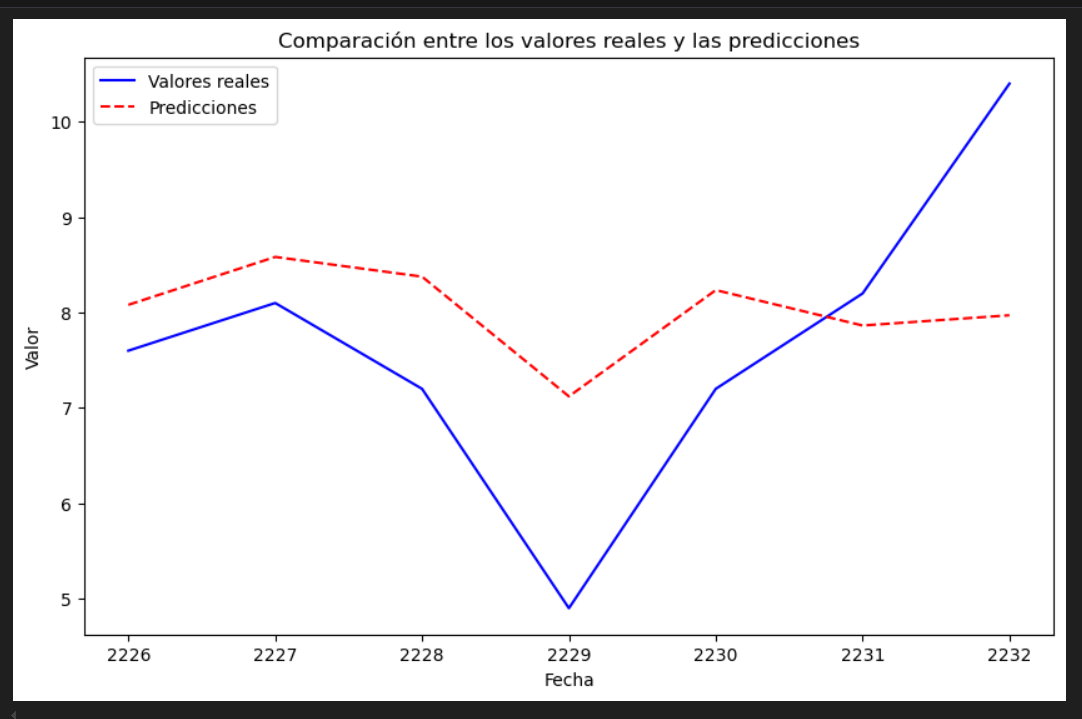 Comparación entre los valores reales y las predicciones
Valores reales
Predicciones
10
9
8
7
6
5
Valor
2226 2227 2228 2229 2230 2231 2232
Fecha